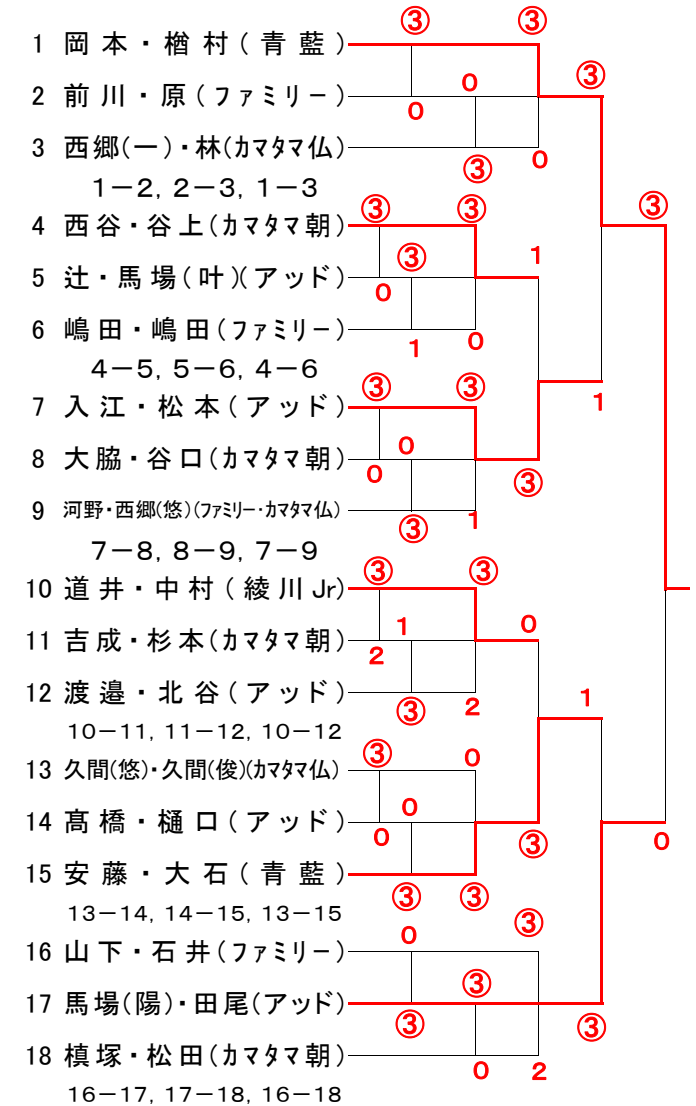 ③ ③
1 岡本・楢村(青藍)
③
0
2 前川・原(ファミリー)
0
3 西郷(一)・林(カマタマ仏)
③ 0
1−2, 2−3, 1−3
③ ③ ③
4 西谷・谷上(カマタマ朝)
③ 1
5 辻・馬場(叶)(アッド)
0
6 嶋田・嶋田(ファミリー)
1 0
4−5, 5−6, 4−6
③ ③
7 入江・松本(アッド)
1
0
8 大脇・谷口(カマタマ朝)
0 ③
9 河野・西郷(悠)(ファミリー・カマタマ仏)
③ 1
7−8, 8−9, 7−9
③ ③
10 道井・中村(綾川Jr)
1 0
11 吉成・杉本(カマタマ朝)
2
12 渡邉・北谷(アッド)
③ 2 1
10−11, 11−12, 10−12
③ 0
13 久間(悠)・久間(俊)(カマタマ仏)
0
14 髙橋・樋口(アッド)
0 ③ 0
15 安藤・大石(青藍)
③ ③
13−14, 14−15, 13−15
0 ③
16 山下・石井(ファミリー)
③
17 馬場(陽)・田尾(アッド)
③ ③
18 槙塚・松田(カマタマ朝)
0 2
16−17, 17−18, 16−18